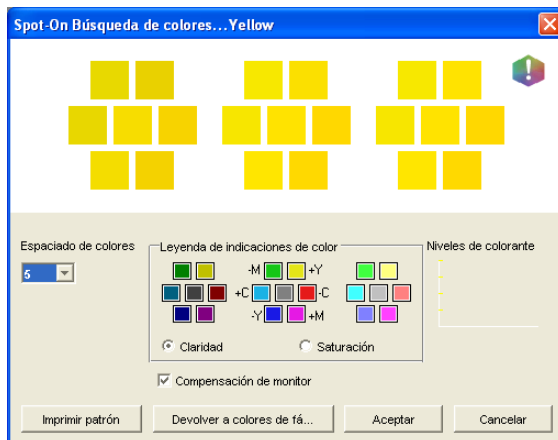 Spot-On Búsqueda de colores...Yellow
Espaciado de colores
5
Leyenda de indicaciones de color
-M +Y
+C -C
-Y +M
Claridad
Saturación
Niveles de colorante
Compensación de monitor
Imprimir patrón
Devolver a colores de fá...
Aceptar
Cancelar